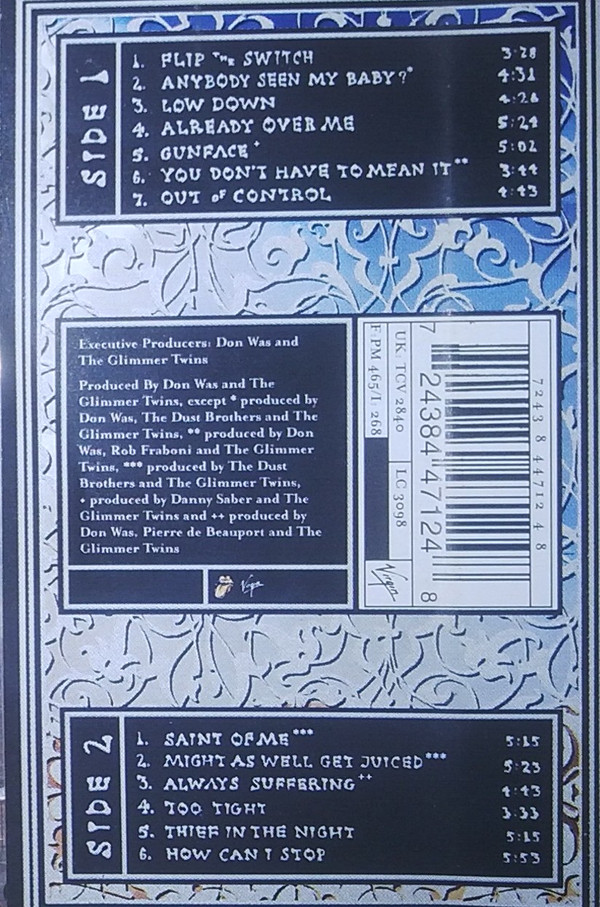 SIDE 1
1. FLIP THE SWITCH 3:28
2. ANYBODY SEEN MY BABY?* 4:31
3. LOW DOWN 4:26
4. ALREADY OVER ME 5:24
5. GUNFACE+ 5:02
6. YOU DON'T HAVE TO MEAN IT** 3:44
7. OUT OF CONTROL 4:43
Executive Producers: Don Was and
The Glimmer Twins
Produced By Don Was and The
Glimmer Twins, except * produced by
Don Was, The Dust Brothers and The
Glimmer Twins, ** produced by Don
Was, Rob Fraboni and The Glimmer
Twins, *** produced by The Dust
Brothers and The Glimmer Twins,
+ produced by Danny Saber and The
Glimmer Twins and ++ produced by
Don Was, Pierre de Beauport and The
Glimmer Twins
Virgin
UK: TCV 2840
F: PM 465/I: 268
LC 3098
Virgin
7243 8 44712 4 8
7 24384 47124 8
SIDE 2
1. SAINT OF ME*** 5:15
2. MIGHT AS WELL GET JUICED*** 5:23
3. ALWAYS SUFFERING++ 4:43
4. TOO TIGHT 3:33
5. THIEF IN THE NIGHT 5:15
6. HOW CAN I STOP 5:53